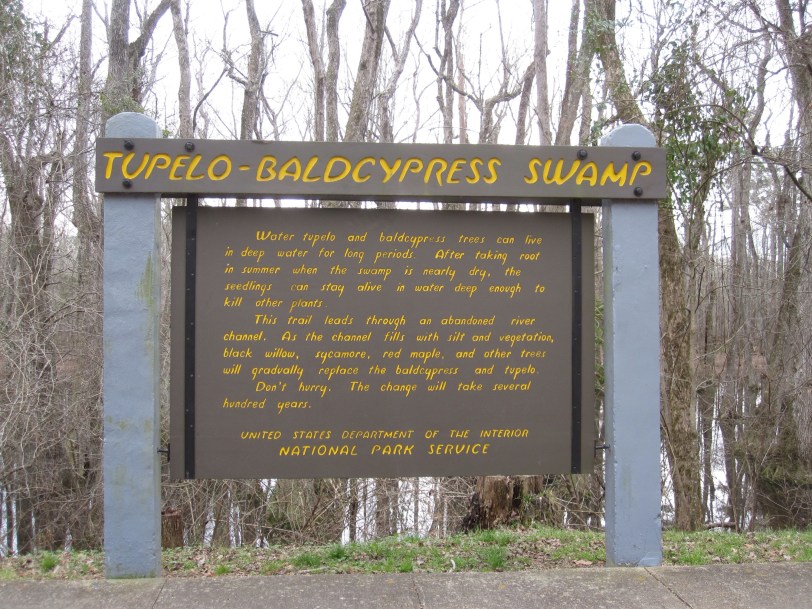 TUPELO-BALDCYPRESS SWAMP
Water tupelo and baldcypress trees can live
in deep water for long periods. After taking root
in summer when the swamp is nearly dry, the
seedlings can stay alive in water deep enough to
kill other plants.
This trail leads through an abandoned river
channel. As the channel fills with silt and vegetation,
black willow, sycamore, red maple, and other trees
will gradually replace the baldcypress and tupelo.
Don't hurry. The change will take several
hundred years.
UNITED STATES DEPARTMENT OF THE INTERIOR
NATIONAL PARK SERVICE